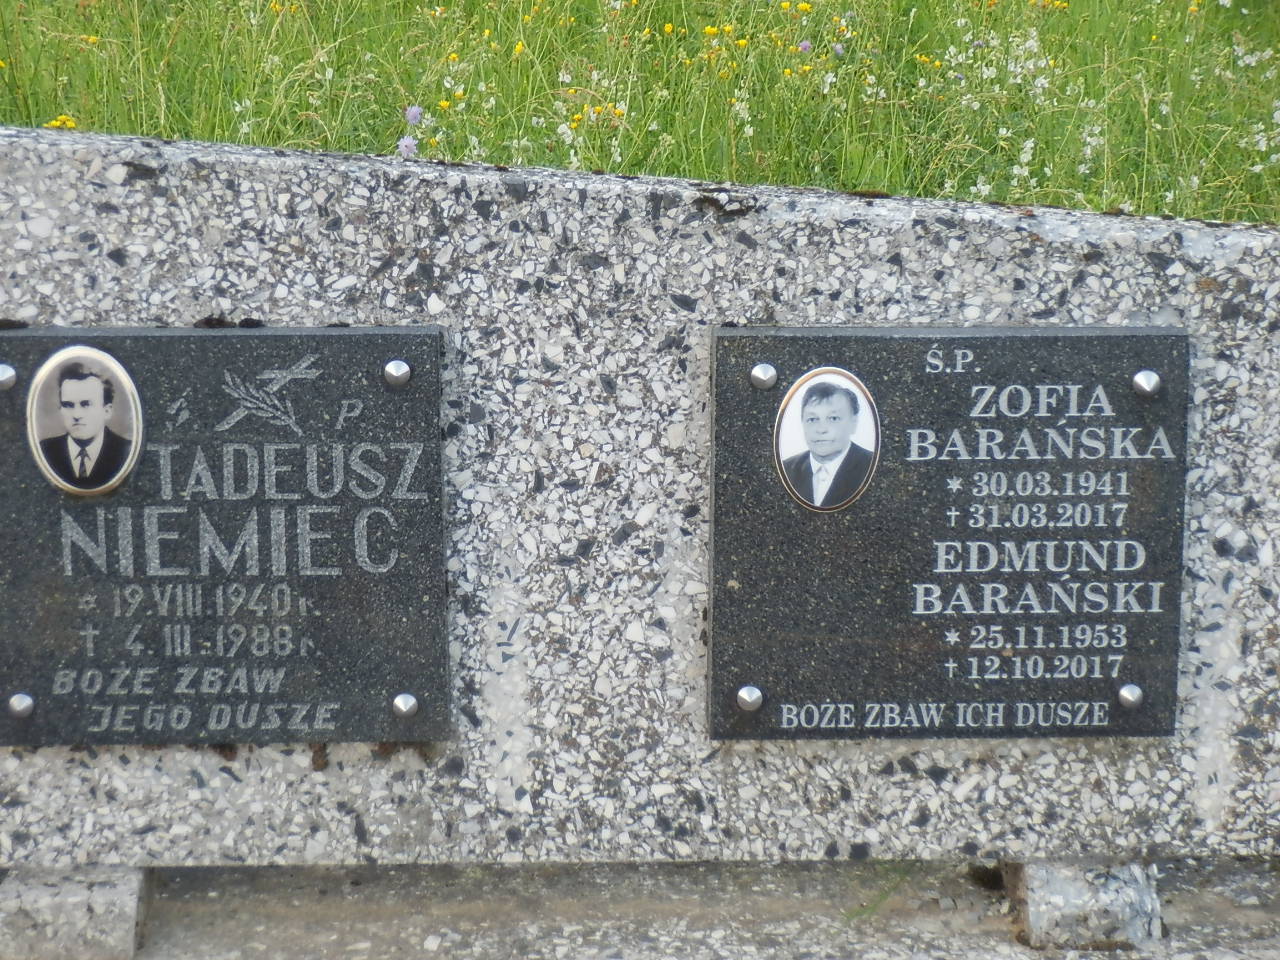 Ś P
TADEUSZ
NIEMIEC
* 19.VIII.1940 r.
† 4.III.1988 r.
BOŻE ZBAW
JEGO DUSZE
Ś.P.
ZOFIA
BARAŃSKA
* 30.03.1941
† 31.03.2017
EDMUND
BARAŃSKI
* 25.11.1953
† 12.10.2017
BOŻE ZBAW ICH DUSZE